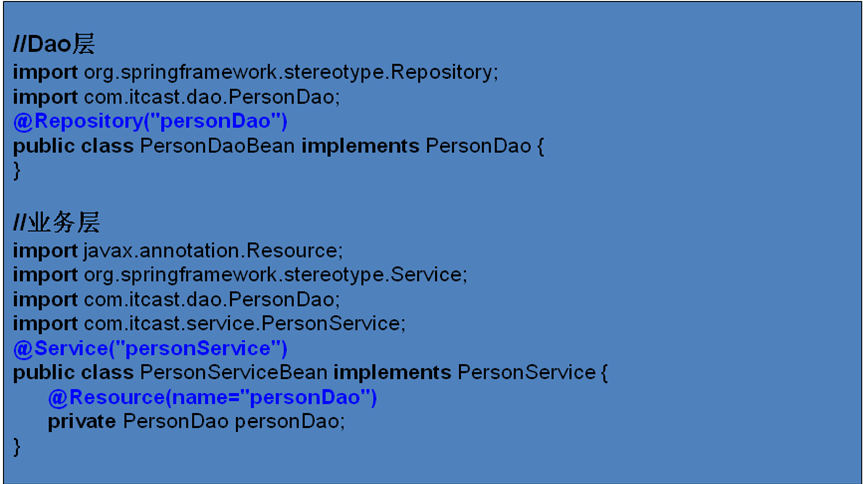 //Dao层
import org.springframework.stereotype.Repository;
import com.itcast.dao.PersonDao;
@Repository("personDao")
public class PersonDaoBean implements PersonDao {
}
//业务层
import javax.annotation.Resource;
import org.springframework.stereotype.Service;
import com.itcast.dao.PersonDao;
import com.itcast.service.PersonService;
@Service("personService")
public class PersonServiceBean implements PersonService {
@Resource(name="personDao")
private PersonDao personDao;
}